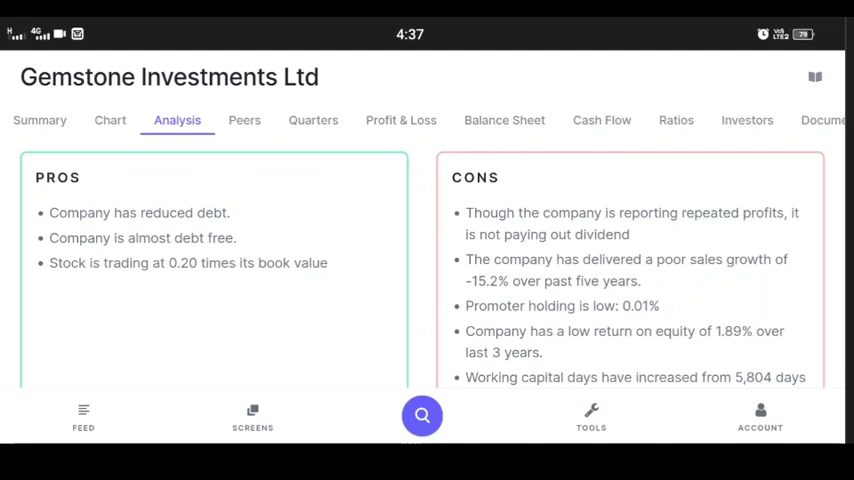 4G
4:37
LTE2
79
Gemstone Investments Ltd
Summary Chart Analysis Peers Quarters Profit & Loss Balance Sheet Cash Flow Ratios Investors Docume
PROS
• Company has reduced debt.
• Company is almost debt free.
• Stock is trading at 0.20 times its book value
CONS
• Though the company is reporting repeated profits, it
is not paying out dividend
• The company has delivered a poor sales growth of
-15.2% over past five years.
• Promoter holding is low: 0.01%
• Company has a low return on equity of 1.89% over
last 3 years.
• Working capital days have increased from 5,804 days
FEED SCREENS TOOLS ACCOUNT